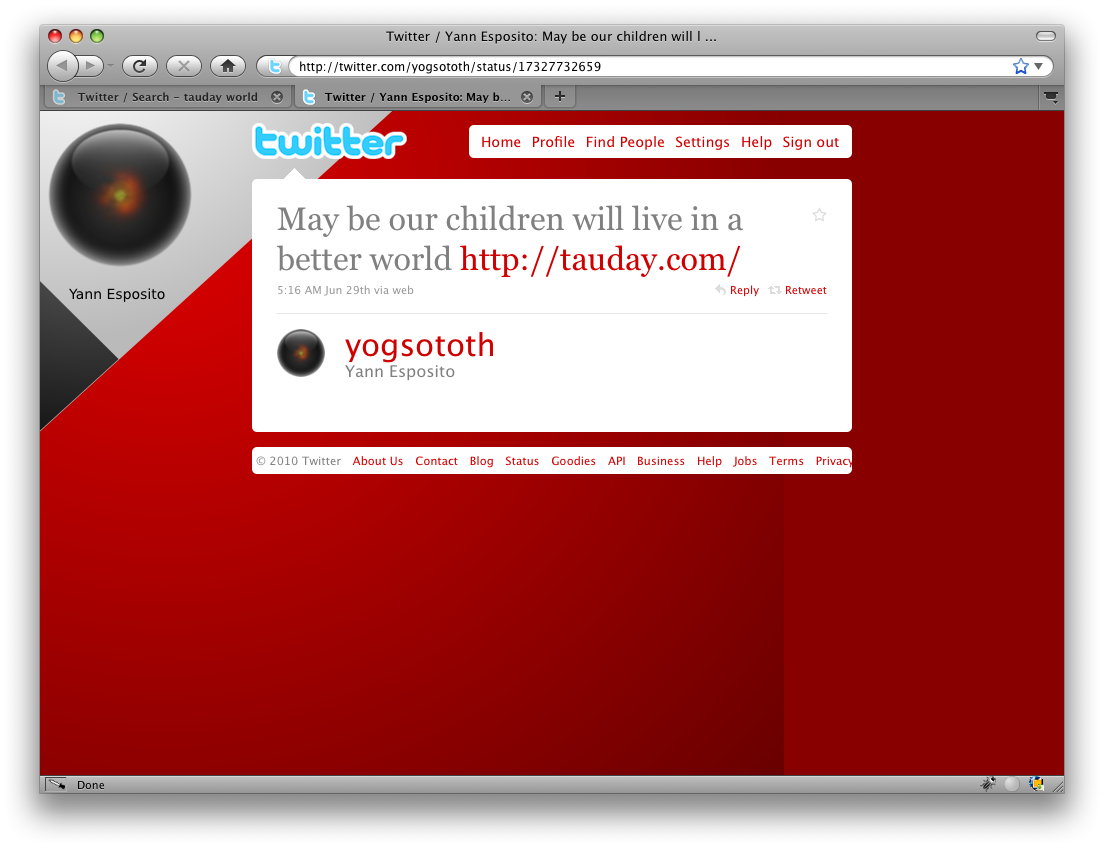 Twitter / Yann Esposito: May be our children will l ...
http://twitter.com/yogsototh/status/17327732659
Twitter / Search – tauday world
Twitter / Yann Esposito: May b...
twitter
Home Profile Find People Settings Help Sign out
Yann Esposito
May be our children will live in a
better world http://tauday.com/
5:16 AM Jun 29th via web
Reply Retweet
yogsototh
Yann Esposito
© 2010 Twitter About Us Contact Blog Status Goodies API Business Help Jobs Terms Privacy
Done